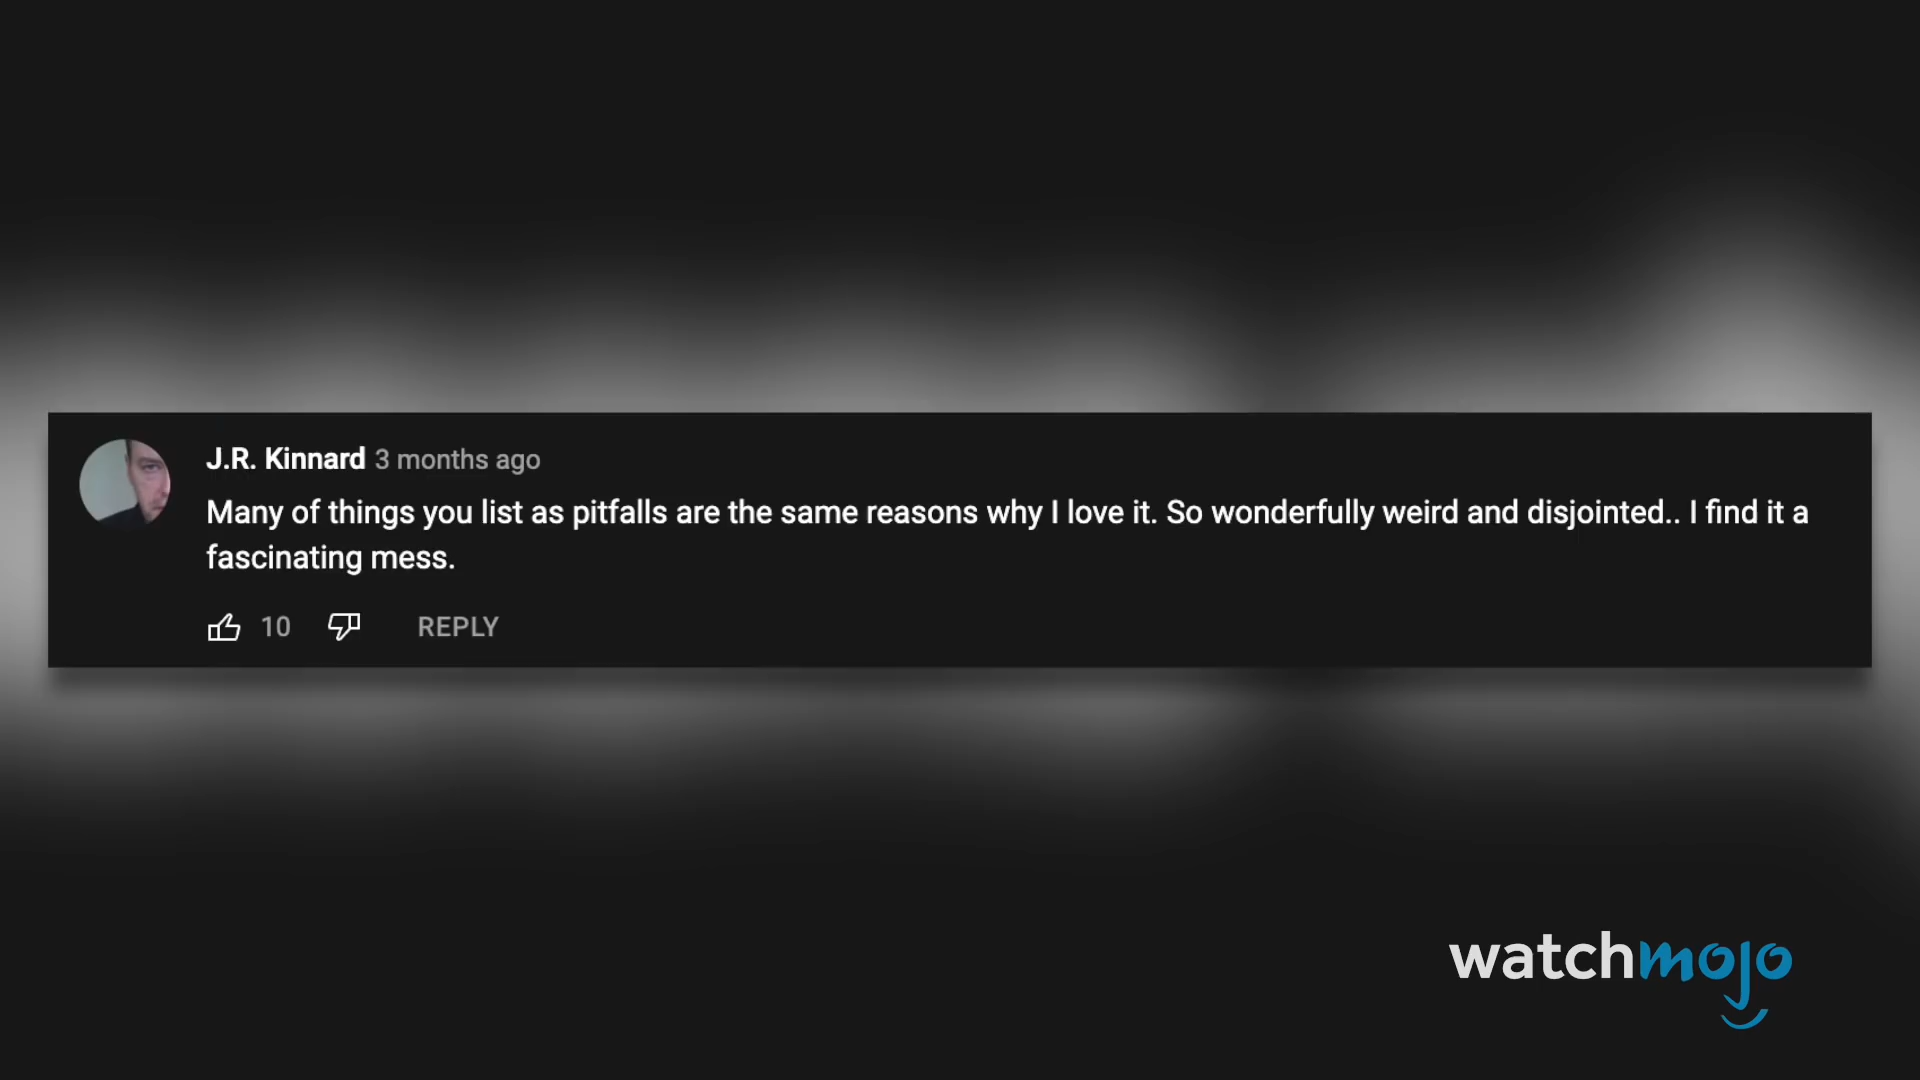 J.R. Kinnard 3 months ago
Many of things you list as pitfalls are the same reasons why I love it. So wonderfully weird and disjointed.. I find it a
fascinating mess.
10 REPLY
watchmojo